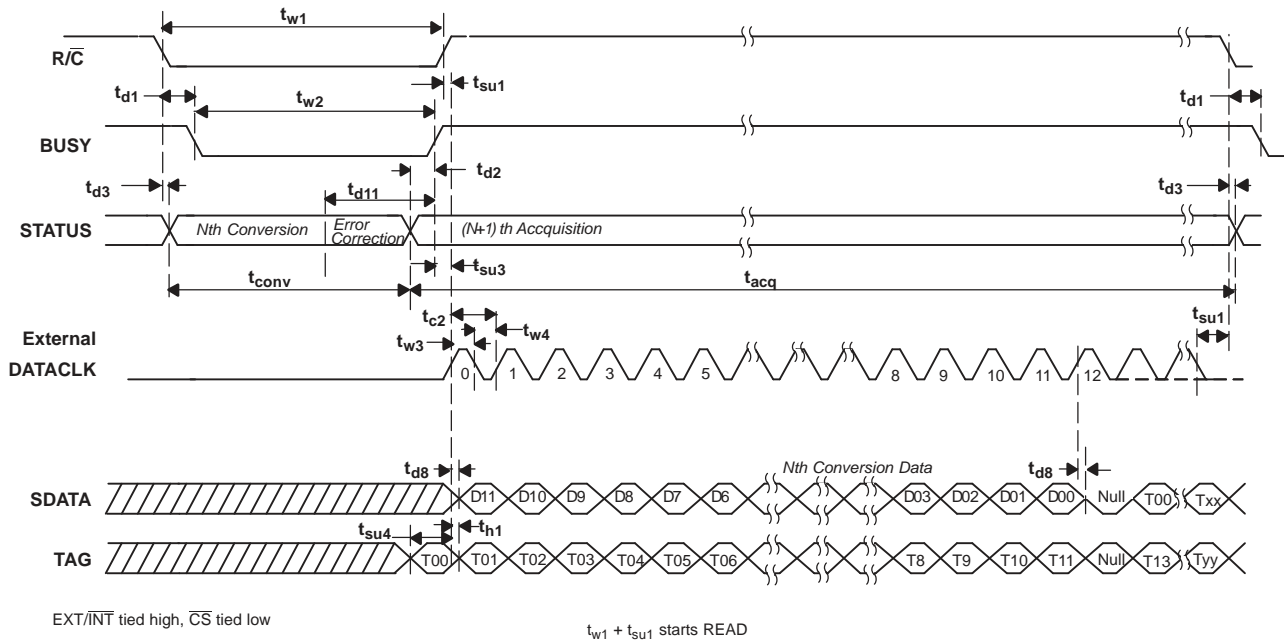 tw1
R/C
tsu1
td1
tw2
td1
BUSY
td2
td3
td11
td3
STATUS
Nth Conversion
Error
Correction
(N+1) th Accquisition
tsu3
tconv
tacq
tc2
tw4
tsu1
External
tw3
DATACLK
0 1 2 3 4 5 8 9 10 11 12
td8
Nth Conversion Data
td8
SDATA
D11 D10 D9 D8 D7 D6 D03 D02 D01 D00 Null T00 Txx
tsu4
th1
TAG
T00 T01 T02 T03 T04 T05 T06 T8 T9 T10 T11 Null T13 Tyy
EXT/INT tied high, CS tied low
tw1 + tsu1 starts READ